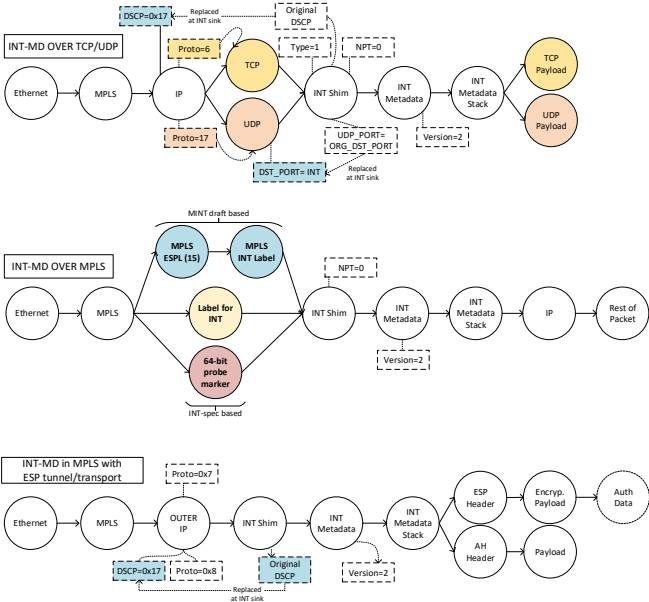 DSCP=0x17
Replaced
at INT sink
Original
DSCP
INT-MD OVER TCP/UDP
Proto=6
Type=1
NPT=0
TCP
TCP
Payload
Ethernet
MPLS
IP
INT Shim
INT
Metadata
INT
Metadata
Stack
UDP
UDP
Payload
Proto=17
UDP_PORT=
ORG_DST_PORT
Version=2
DST_PORT= INT
Replaced
at INT sink
MINT draft based
MPLS
ESPL (15)
MPLS
INT Label
INT-MD OVER MPLS
NPT=0
Ethernet
MPLS
Label for
INT
INT Shim
INT
Metadata
INT
Metadata
Stack
IP
Rest of
Packet
Version=2
64-bit
probe
marker
INT-spec based
INT-MD in MPLS with
ESP tunnel/transport
Proto=0x7
ESP
Header
Encryp.
Payload
Auth
Data
Ethernet
MPLS
OUTER
IP
INT Shim
INT
Metadata
INT
Metadata
Stack
AH
Header
Payload
DSCP=0x17
Proto=0x8
Original
DSCP
Version=2
Replaced
at INT sink